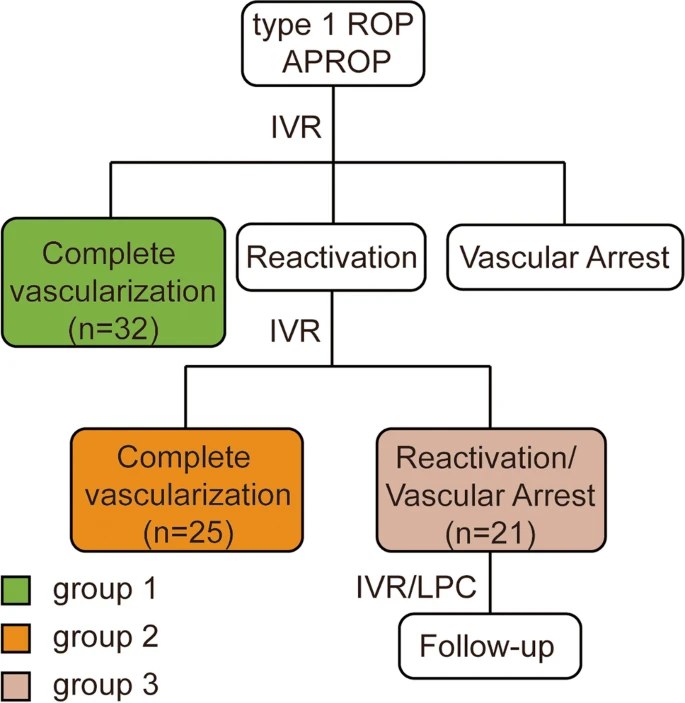 type 1 ROP
APROP
IVR
Complete
vascularization
(n=32)
Reactivation
Vascular Arrest
IVR
Complete
vascularization
(n=25)
Reactivation/
Vascular Arrest
(n=21)
IVR/LPC
Follow-up
group 1
group 2
group 3